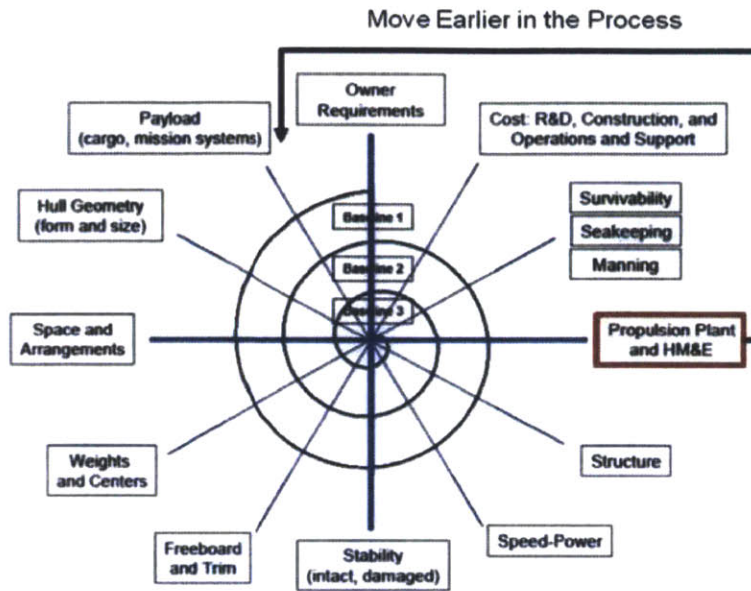 Move Earlier in the Process
Owner
Requirements
Payload
(cargo, mission systems)
Cost: R&D, Construction, and
Operations and Support
Hull Geometry
(form and size)
Survivability
Seakeeping
Manning
Baseline 1
Baseline 2
Baseline 3
Space and
Arrangements
Propulsion Plant
and HM&E
Weights
and Centers
Structure
Freeboard
and Trim
Stability
(intact, damaged)
Speed-Power